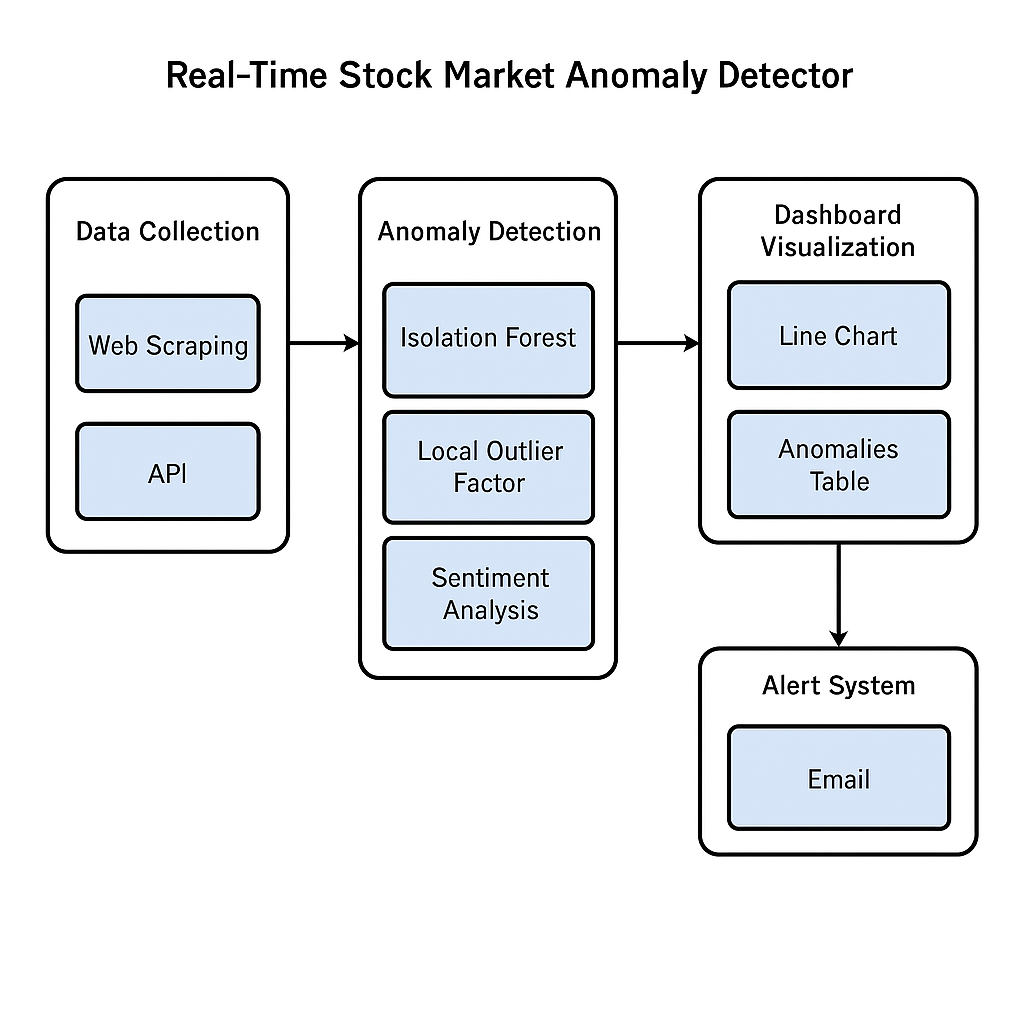 Real-Time Stock Market Anomaly Detector
Data Collection
Web Scraping
API
Anomaly Detection
Isolation Forest
Local Outlier
Factor
Sentiment
Analysis
Dashboard
Visualization
Line Chart
Anomalies
Table
Alert System
Email